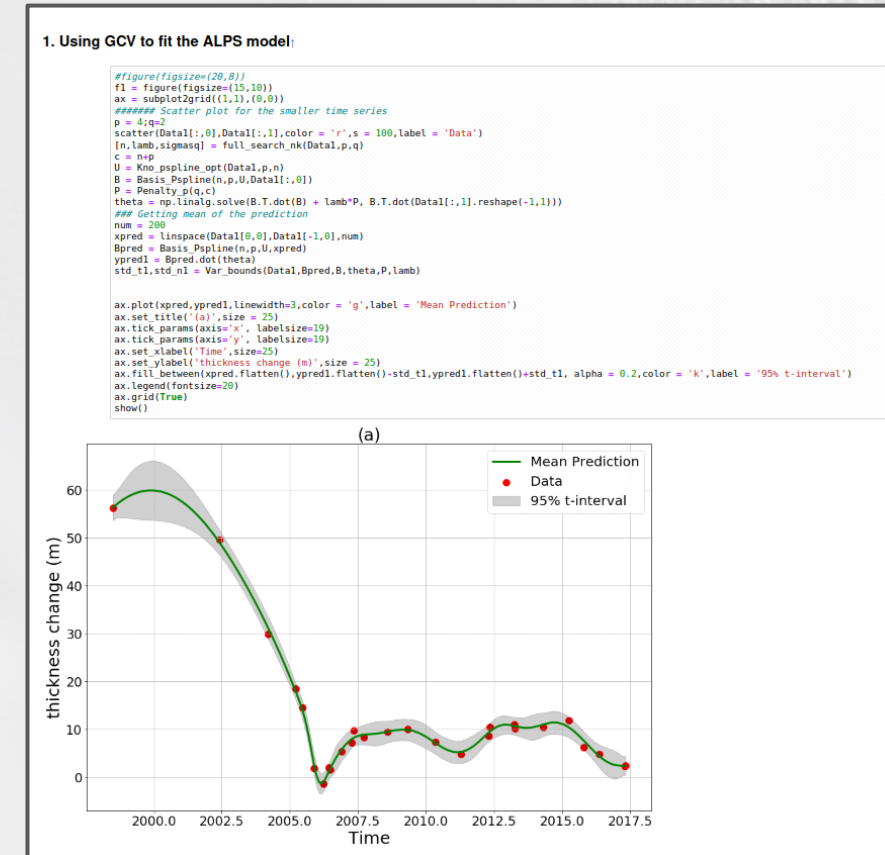 1. Using GCV to fit the ALPS model
#figure(figsize=(20,8))
f1 = figure(figsize=(15,10))
ax = subplot2grid((1,1),(0,0))
####### Scatter plot for the smaller time series
p = 4;q=2
scatter(Data1[:,0],Data1[:,1],color = 'r',s = 100,label = 'Data')
[n,lamb,sigmasq] = full_search_nk(Data1,p,q)
c = n+p
U = Kno_pspline_opt(Data1,p,n)
B = Basis_Pspline(n,p,U,Data1[:,0])
P = Penalty_p(q,c)
theta = np.linalg.solve(B.T.dot(B) + lamb*P, B.T.dot(Data1[:,1].reshape(-1,1)))
### Getting mean of the prediction
num = 200
xpred = linspace(Data1[0,0],Data1[-1,0],num)
Bpred = Basis_Pspline(n,p,U,xpred)
ypred1 = Bpred.dot(theta)
std_t1,std_n1 = Var_bounds(Data1,Bpred,B,theta,P,lamb)
ax.plot(xpred,ypred1,linewidth=3,color = 'g',label = 'Mean Prediction')
ax.set_title('(a)',size = 25)
ax.tick_params(axis='x', labelsize=19)
ax.tick_params(axis='y', labelsize=19)
ax.set_xlabel('Time',size=25)
ax.set_ylabel('thickness change (m)',size = 25)
ax.fill_between(xpred.flatten(),ypred1.flatten()-std_t1,ypred1.flatten()+std_t1, alpha = 0.2,color = 'k',label = '95% t-interval')
ax.legend(fontsize=20)
ax.grid(True)
show()
(a)
Mean Prediction
Data
95% t-interval
thickness change (m)
60
50
40
30
20
10
0
2000.0 2002.5 2005.0 2007.5 2010.0 2012.5 2015.0 2017.5
Time